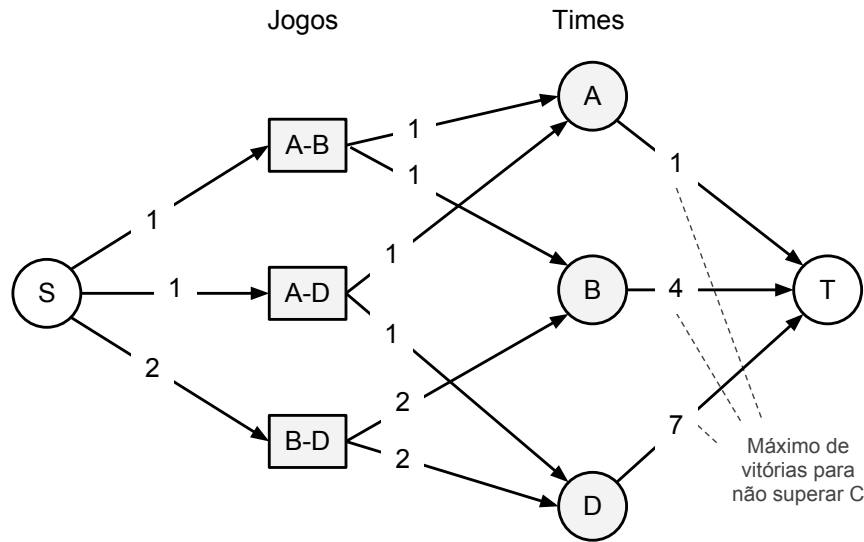 Jogos
Times
A
A-B
1
1
1
1
S
1
A-D
1
B
4
T
1
2
2
7
B-D
2
D
Máximo de
vitórias para
não superar C